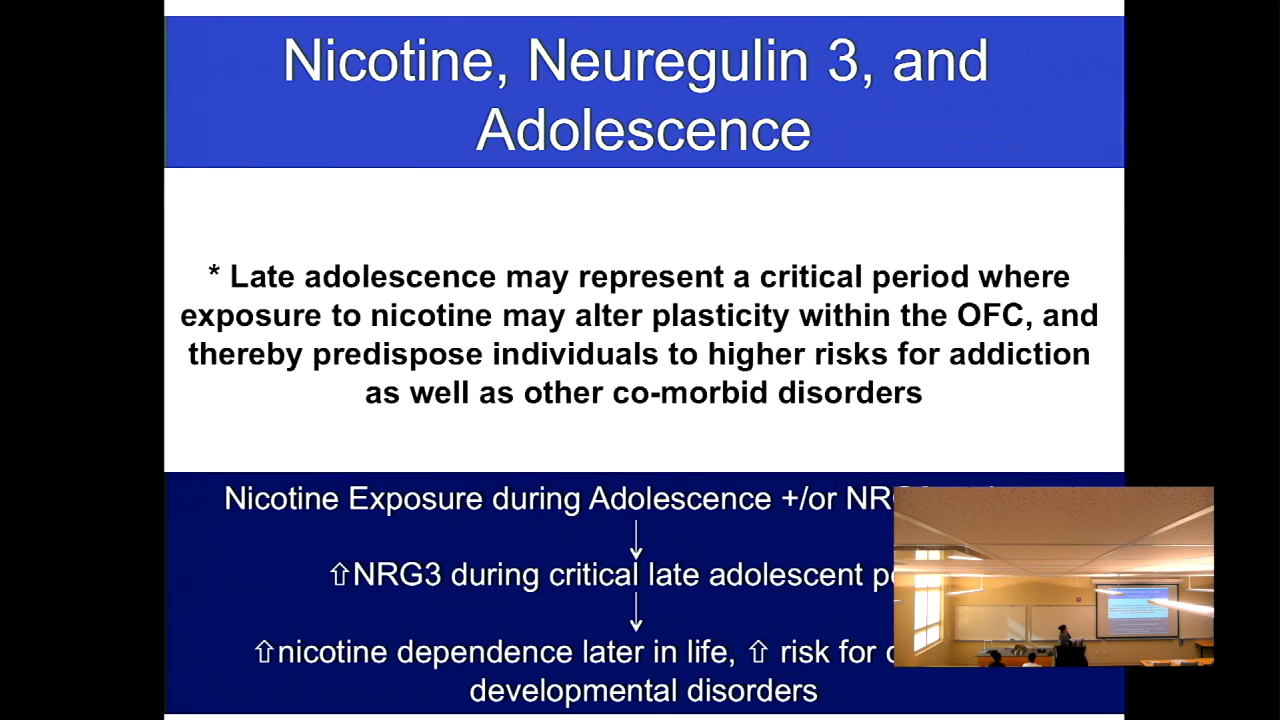 Nicotine, Neuregulin 3, and
Adolescence
* Late adolescence may represent a critical period where
exposure to nicotine may alter plasticity within the OFC, and
thereby predispose individuals to higher risks for addiction
as well as other co-morbid disorders
Nicotine Exposure during Adolescence +/or
⇧NRG3 during critical late adolescent
⇧nicotine dependence later in life, ⇧ risk for
developmental disorders